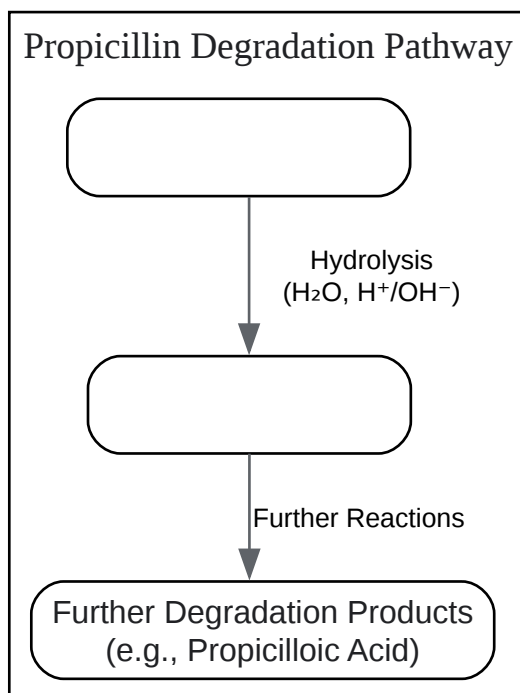 Propicillin Degradation Pathway
Hydrolysis
(H₂O, H⁺/OH⁻)
Further Reactions
Further Degradation Products
(e.g., Propicilloic Acid)